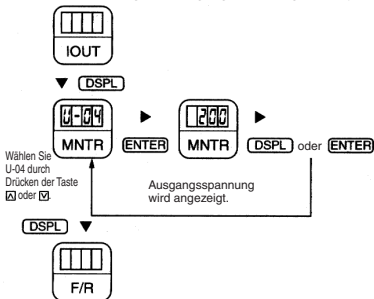 IOUT
▼ DSPL
U-04 ▶ 200 ▶
MNTR ENTER MNTR DSPL oder ENTER
Wählen Sie
U-04 durch
Drücken der Taste
∧ oder ∨.
Ausgangsspannung
wird angezeigt.
DSPL ▼
F/R